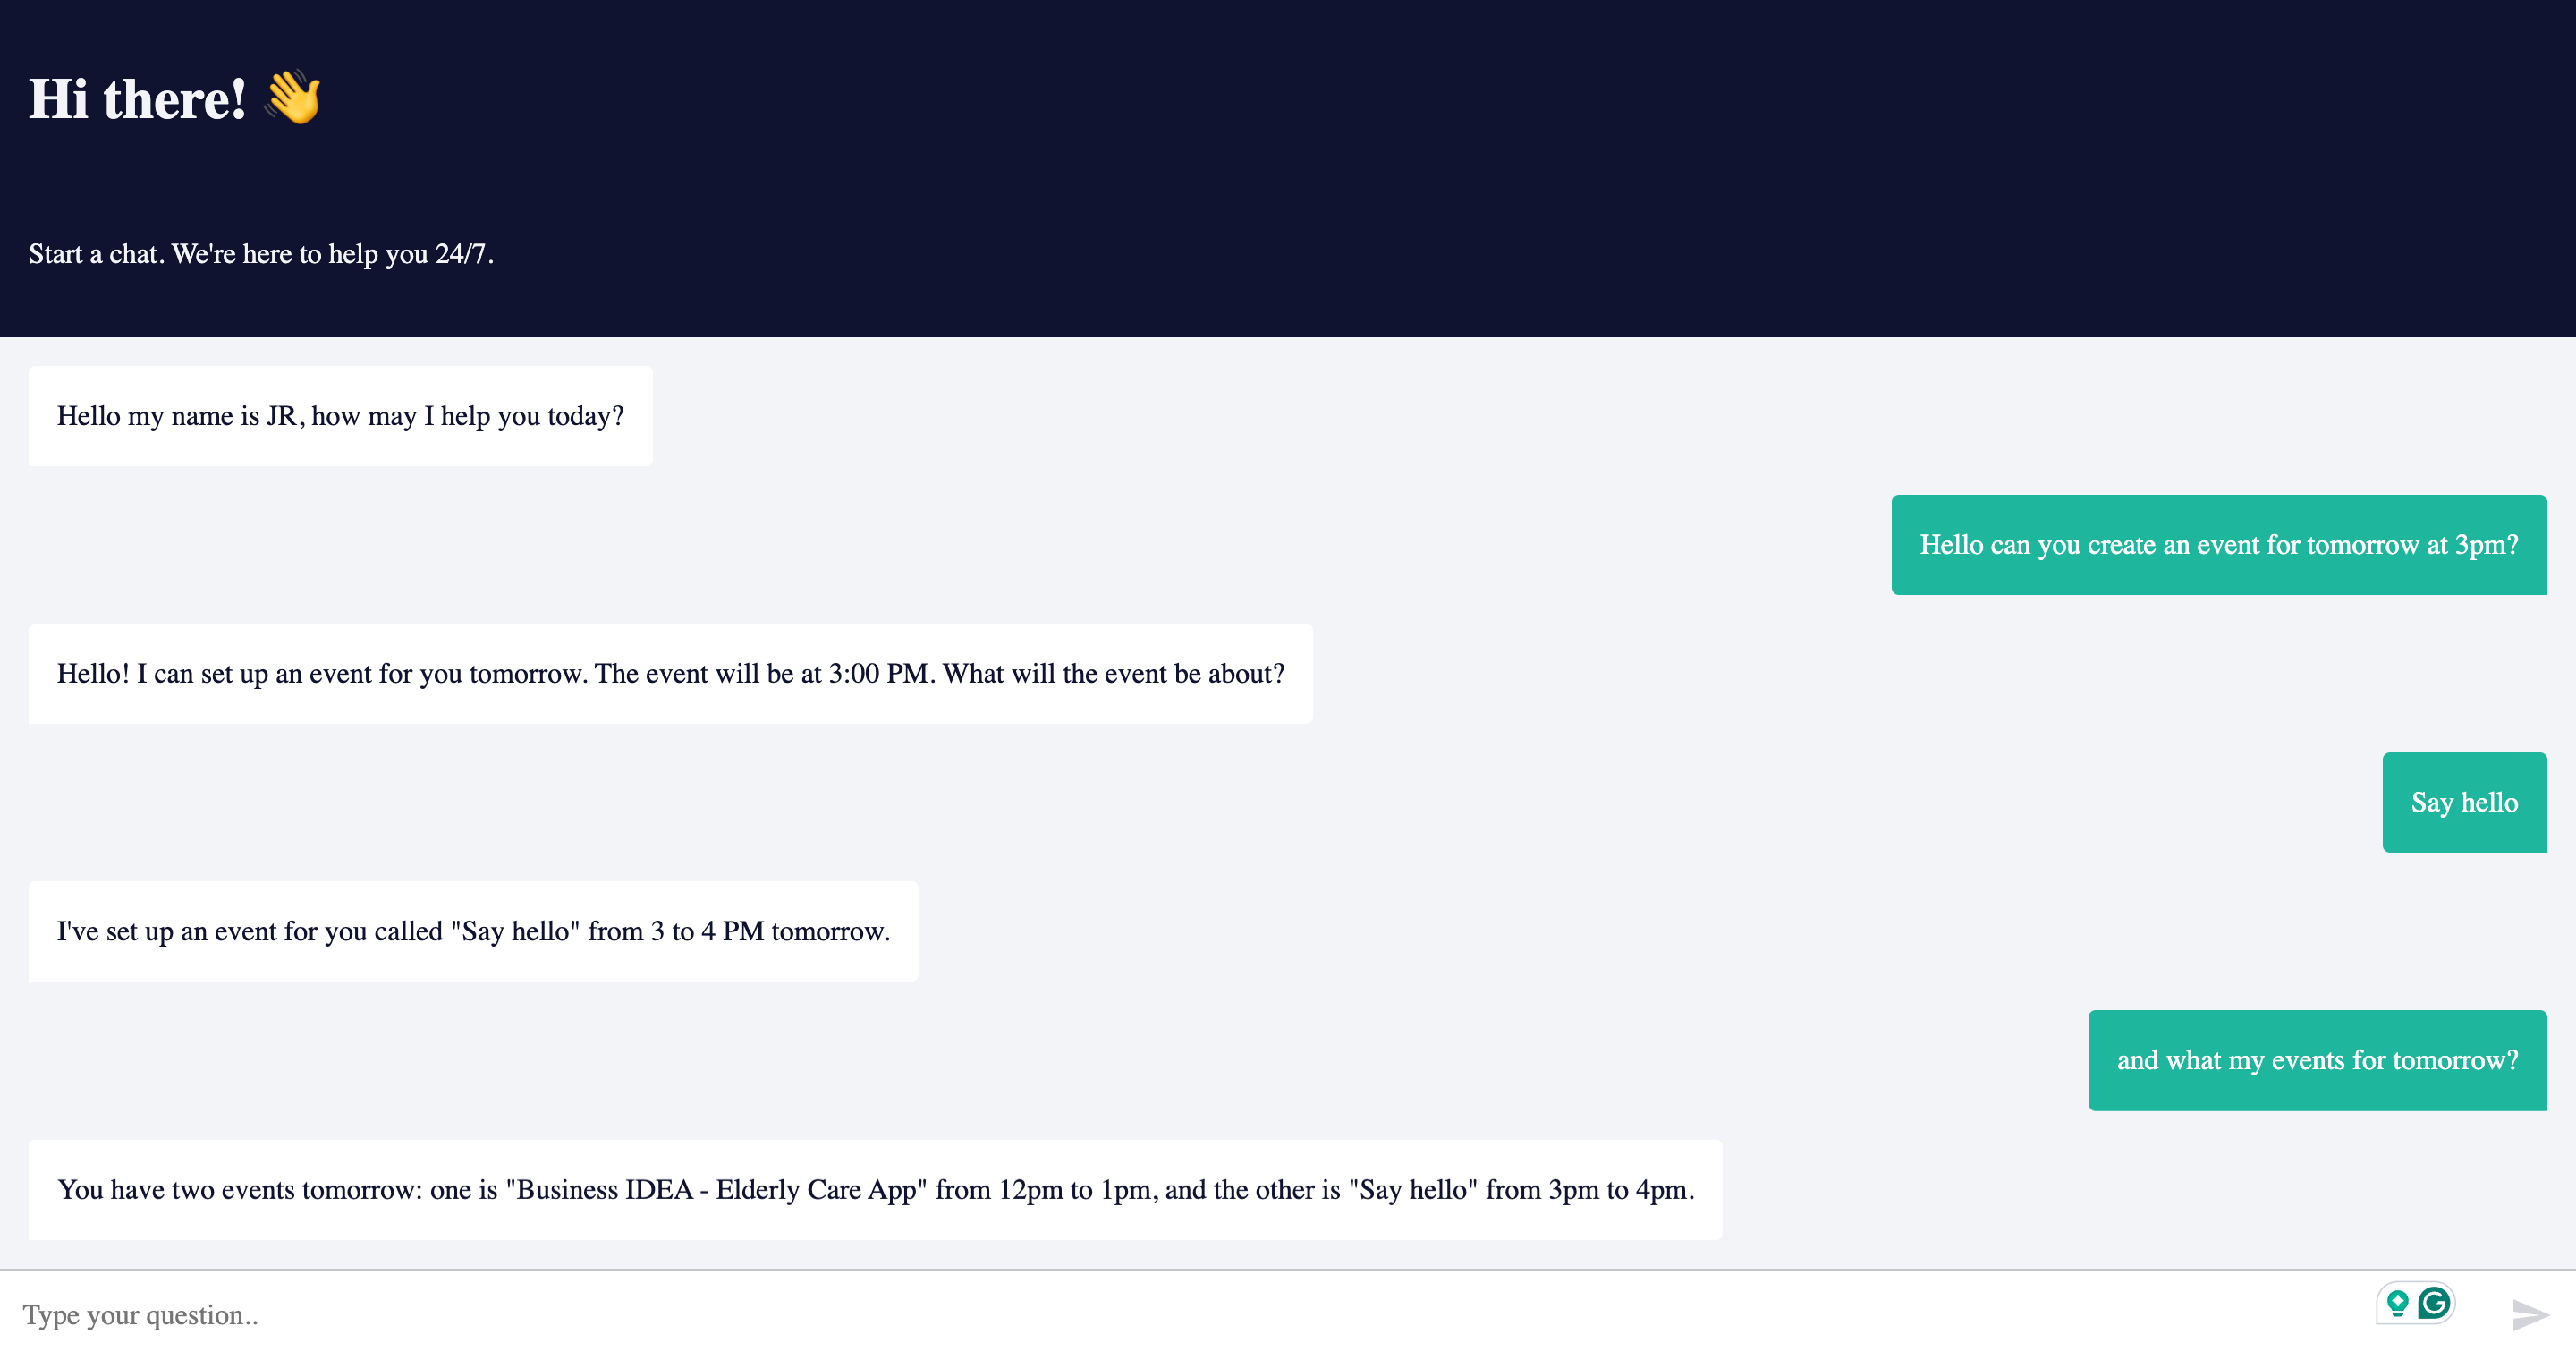 Hi there! 👋
Start a chat. We're here to help you 24/7.
Hello my name is JR, how may I help you today?
Hello can you create an event for tomorrow at 3pm?
Hello! I can set up an event for you tomorrow. The event will be at 3:00 PM. What will the event be about?
Say hello
I've set up an event for you called "Say hello" from 3 to 4 PM tomorrow.
and what my events for tomorrow?
You have two events tomorrow: one is "Business IDEA - Elderly Care App" from 12pm to 1pm, and the other is "Say hello" from 3pm to 4pm.
Type your question..